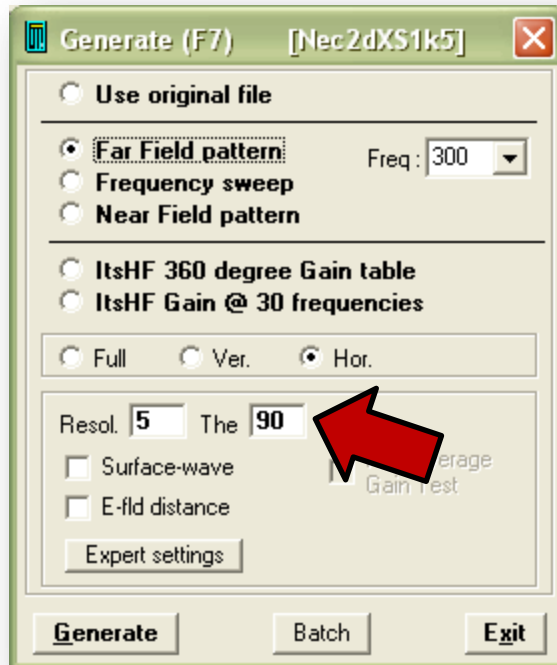 Generate (F7) [Nec2dXS1k5]
Use original file
Far Field pattern Freq : 300
Frequency sweep
Near Field pattern
ItsHF 360 degree Gain table
ItsHF Gain @ 30 frequencies
Full Ver. Hor.
Resol. 5 The 90
Surface-wave
Gain Test
E-fld distance
Expert settings
Generate Batch Exit